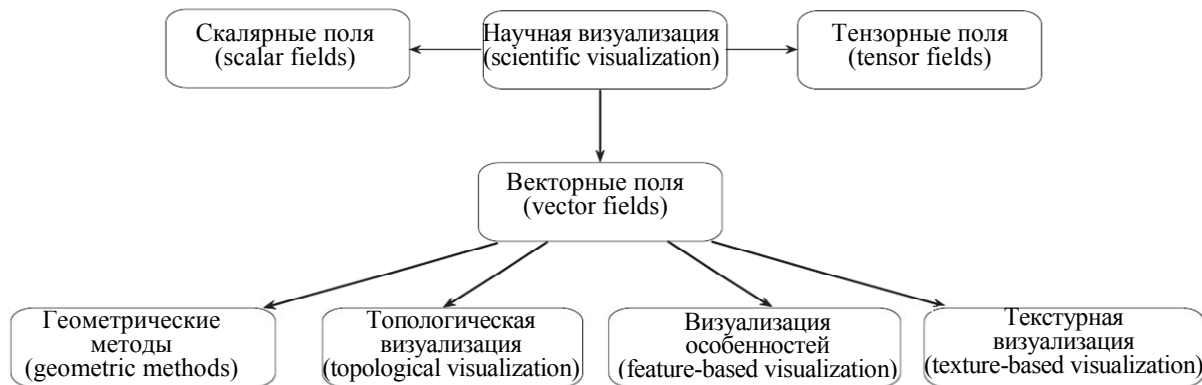 Скалярные поля
(scalar fields)
Научная визуализация
(scientific visualization)
Тензорные поля
(tensor fields)
Векторные поля
(vector fields)
Геометрические
методы
(geometric methods)
Топологическая
визуализация
(topological visualization)
Визуализация
особенностей
(feature-based visualization)
Текстурная
визуализация
(texture-based visualization)